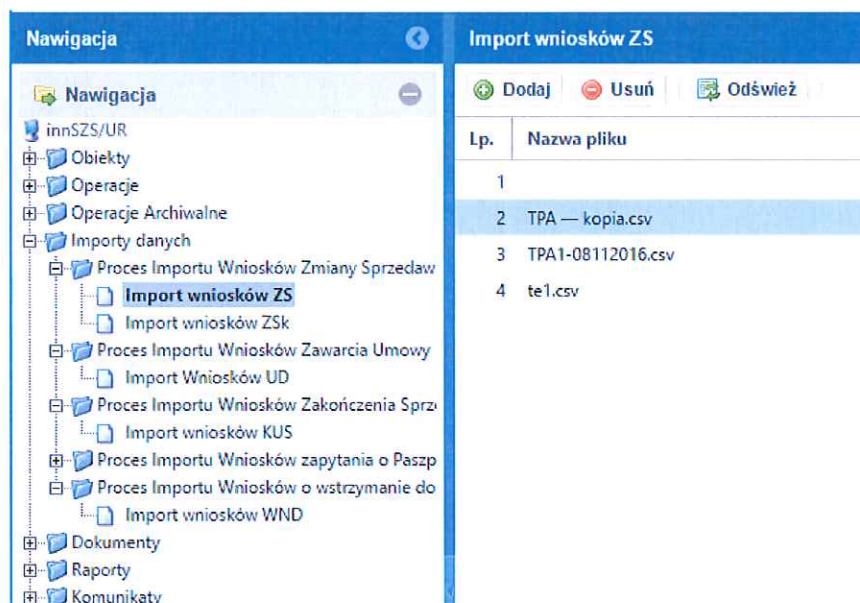 Nawigacja
Nawigacja
innSZS/UR
Obiekty
Operacje
Operacje Archiwalne
Importy danych
Proces Importu Wniosków Zmiany Sprzedaw
Import wniosków ZS
Import wniosków ZSk
Proces Importu Wniosków Zawarcia Umowy
Import Wniosków UD
Proces Importu Wniosków Zakończenia Sprz
Import wniosków KUS
Proces Importu Wniosków zapytania o Paszp
Proces Importu Wniosków o wstrzymanie do
Import wniosków WND
Dokumenty
Raporty
Komunikaty
Import wniosków ZS
Dodaj Usuń Odśwież
Lp. Nazwa pliku
1
2 TPA — kopia.csv
3 TPA1-08112016.csv
4 te1.csv